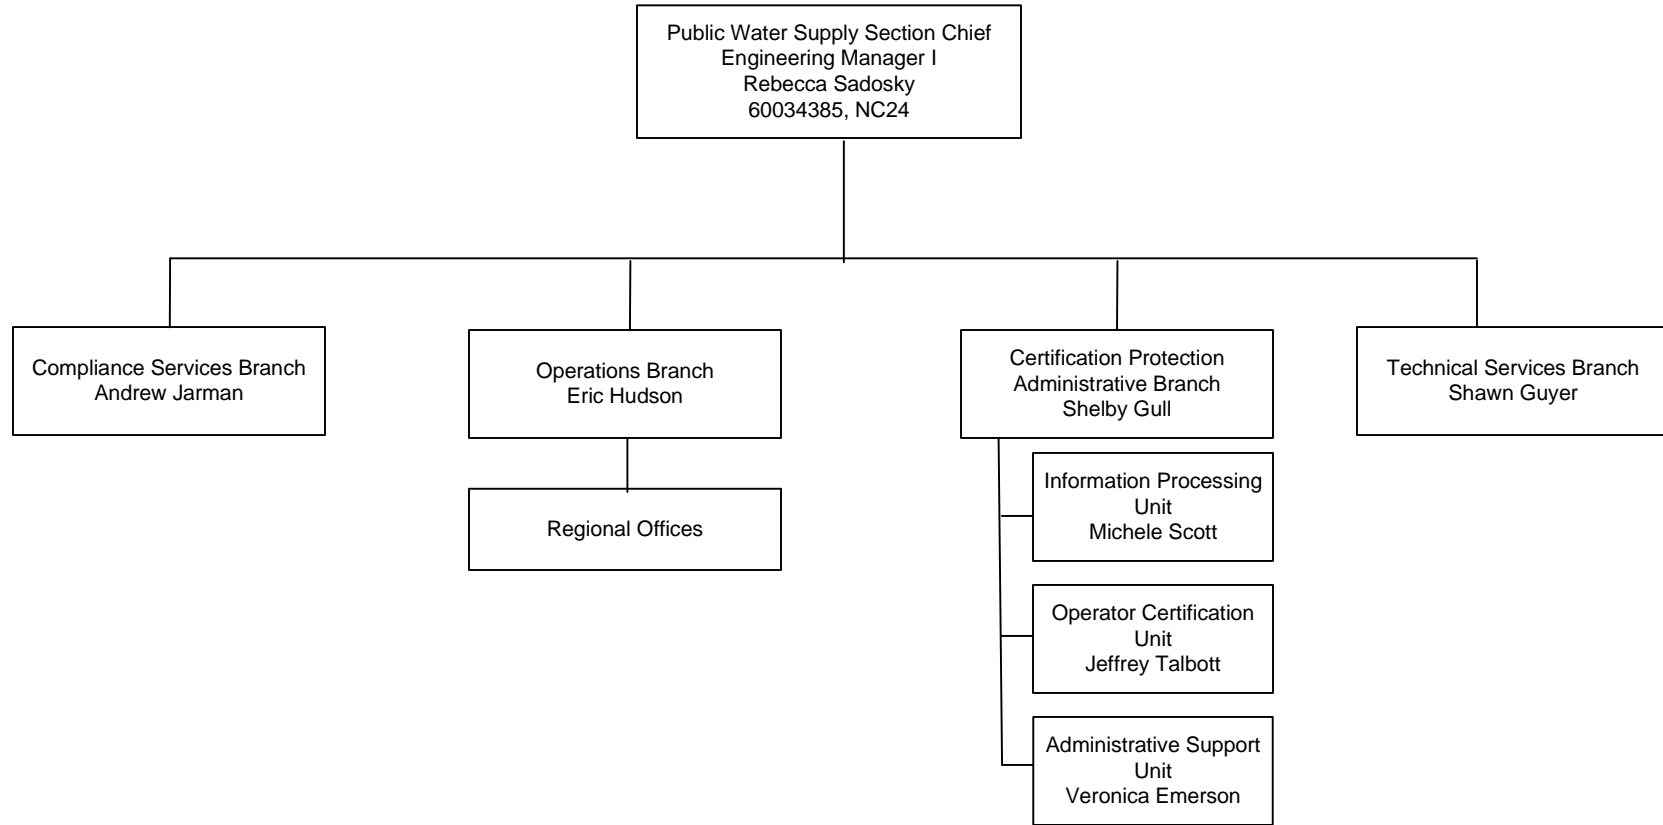 Public Water Supply Section Chief
Engineering Manager I
Rebecca Sadosky
60034385, NC24
Compliance Services Branch
Andrew Jarman
Operations Branch
Eric Hudson
Certification Protection
Administrative Branch
Shelby Gull
Technical Services Branch
Shawn Guyer
Regional Offices
Information Processing
Unit
Michele Scott
Operator Certification
Unit
Jeffrey Talbott
Administrative Support
Unit
Veronica Emerson